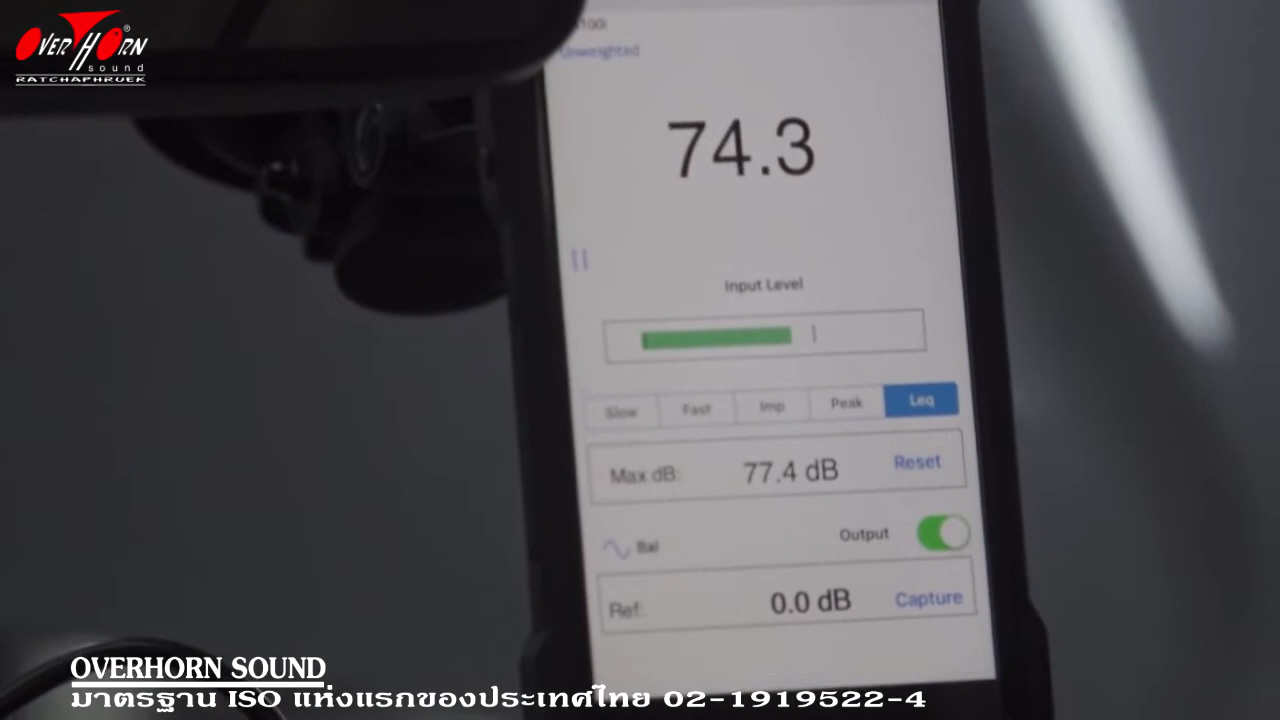 OVERHORN®
sound
RATCHAPHRUEK
Unweighted
74.3
Input Level
Slow Fast Imp Peak Leq
Max dB: 77.4 dB Reset
Bal Output
Ref: 0.0 dB Capture
OVERHORN SOUND
มาตรฐาน ISO แห่งแรกของประเทศไทย 02-1919522-4